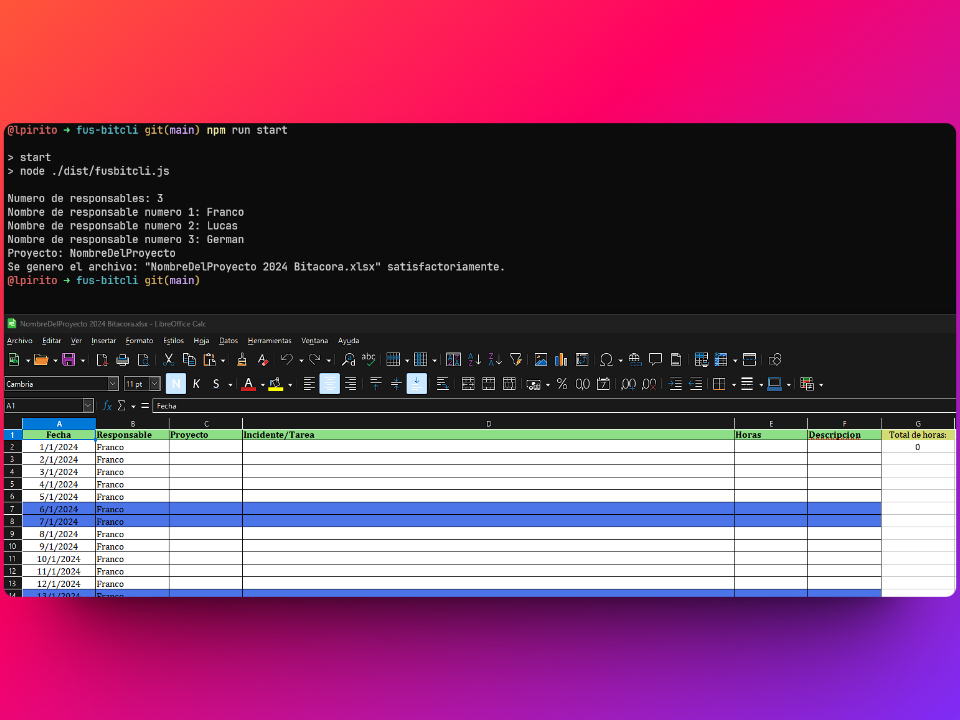 @lpirito ➜ fus-bitcli git(main) npm run start
> start
> node ./dist/fusbitcli.js
Numero de responsables: 3
Nombre de responsable numero 1: Franco
Nombre de responsable numero 2: Lucas
Nombre de responsable numero 3: German
Proyecto: NombreDelProyecto
Se genero el archivo: "NombreDelProyecto 2024 Bitacora.xlsx" satisfactoriamente.
@lpirito ➜ fus-bitcli git(main)
NombreDelProyecto 2024 Bitacora.xlsx - LibreOffice Calc
Archivo Editar Ver Insertar Formato Estilos Hoja Datos Herramientas Ventana Ayuda
Cambria 11 pt N K S
A1 fx Σ = Fecha
A B C D E F G
1 Fecha Responsable Proyecto Incidente/Tarea Horas Descripcion Total de horas:
2 1/1/2024 Franco 0
3 2/1/2024 Franco
4 3/1/2024 Franco
5 4/1/2024 Franco
6 5/1/2024 Franco
7 6/1/2024 Franco
8 7/1/2024 Franco
9 8/1/2024 Franco
10 9/1/2024 Franco
11 10/1/2024 Franco
12 11/1/2024 Franco
13 12/1/2024 Franco
14 13/1/2024 Franco